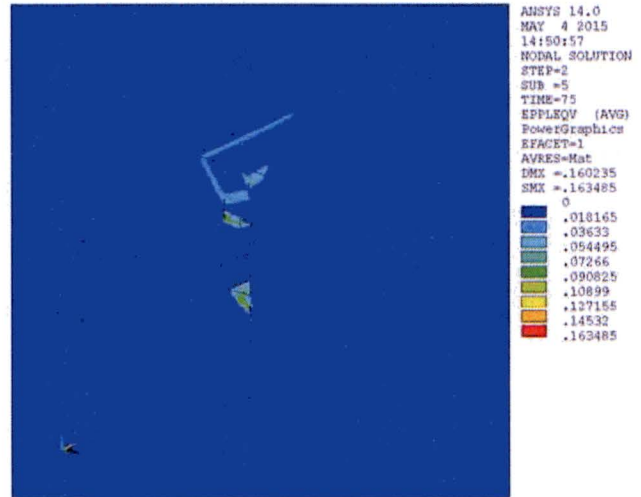 ANSYS 14.0
MAY 4 2015
14:50:57
NODAL SOLUTION
STEP=2
SUB =5
TIME=75
EPPLEQV (AVG)
PowerGraphics
EFACET=1
AVRES=Mat
DMX =.160235
SMX =.163485
0
.018165
.03633
.054495
.07266
.090825
.10899
.127155
.14532
.163485